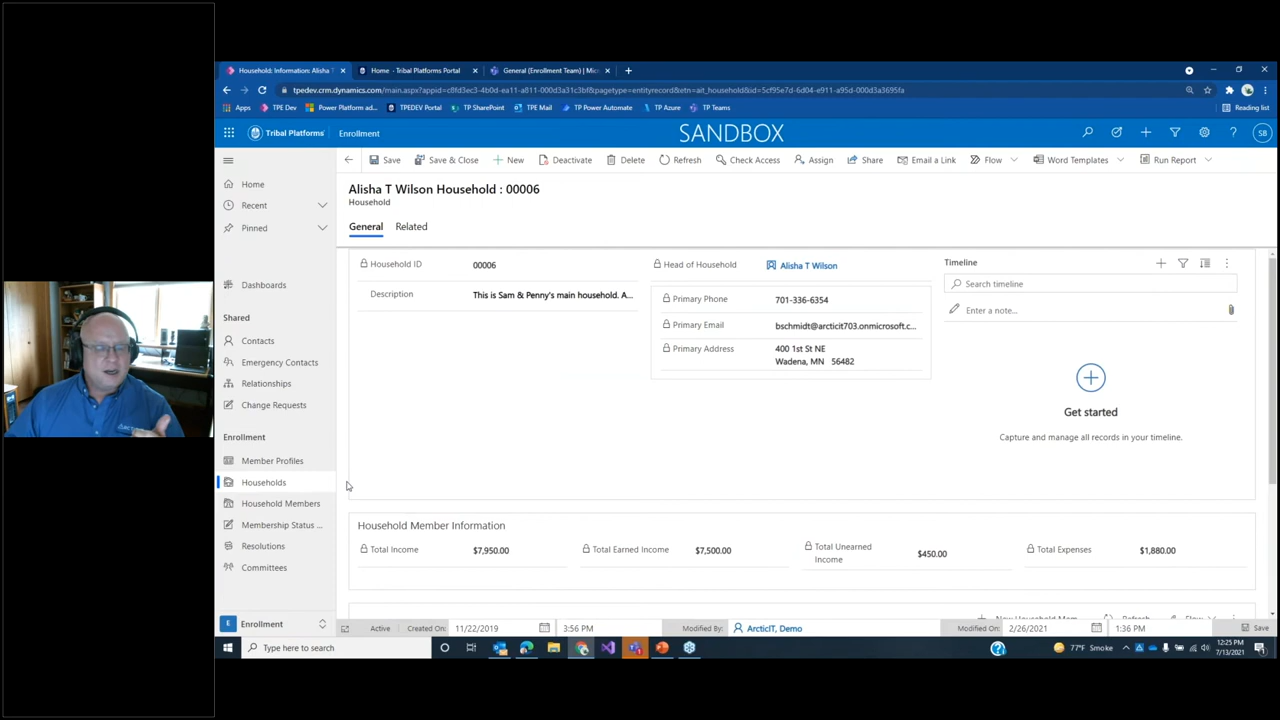 Household: Information: Alisha T
Home - Tribal Platforms Portal
General (Enrollment Team) | Mic
tpedev.crm.dynamics.com/main.aspx?appid=c8fd3ec3-4b0d-ea11-a811-000d3a31c3bf&pagetype=entityrecord&etn=ait_household&id=5cf95e7d-6d04-e911-a95d-000d3a3695fa
Apps
TPE Dev
Power Platform ad...
TPEDEV Portal
TP SharePoint
TPE Mail
TP Power Automate
TP Azure
TP Teams
Reading list
Tribal Platforms
Enrollment
SANDBOX
SB
Save
Save & Close
New
Deactivate
Delete
Refresh
Check Access
Assign
Share
Email a Link
Flow
Word Templates
Run Report
Home
Recent
Pinned
Dashboards
Shared
Contacts
Emergency Contacts
Relationships
Change Requests
Enrollment
Member Profiles
Households
Household Members
Membership Status ...
Resolutions
Committees
Enrollment
Alisha T Wilson Household : 00006
Household
General
Related
Household ID
00006
Description
This is Sam & Penny's main household. A...
Head of Household
Alisha T Wilson
Primary Phone
701-336-6354
Primary Email
bschmidt@arcticit703.onmicrosoft.c...
Primary Address
400 1st St NE
Wadena, MN 56482
Timeline
Search timeline
Enter a note...
Get started
Capture and manage all records in your timeline.
Household Member Information
Total Income
$7,950.00
Total Earned Income
$7,500.00
Total Unearned
Income
$450.00
Total Expenses
$1,880.00
New Household Mem
Refresh
Flow
Active
Created On:
11/22/2019
3:56 PM
Modified By:
ArcticIT, Demo
Modified On:
2/26/2021
1:36 PM
Save
Type here to search
77°F Smoke
12:25 PM
7/13/2021